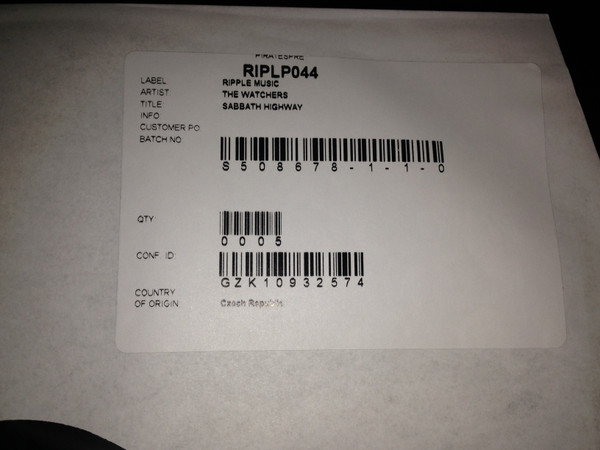 PIRATESPRE
RIPLP044
LABEL RIPPLE MUSIC
ARTIST THE WATCHERS
TITLE SABBATH HIGHWAY
INFO
CUSTOMER PO
BATCH NO.
S508678-1-1-0
QTY
0005
CONF. ID
GZK10932574
COUNTRY
OF ORIGIN Czech Republic